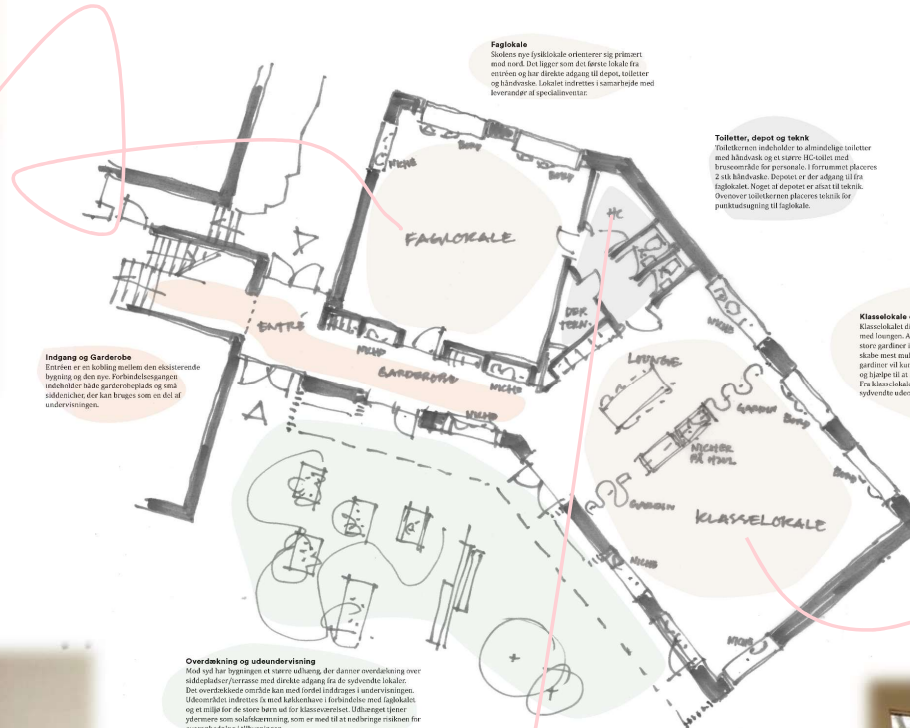 Faglokale
Skolens nye fysiklokale orienterer sig primært
mod nord. Det ligger som det første lokale fra
entréen og har direkte adgang til depot, toiletter
og håndvaske. Lokalet indrettes i samarbejde med
leverandør af specialinventar.
Toiletter, depot og teknk
Toiletkernen indeholder to almindelige toiletter
med håndvask og et større HC-toilet med
bruseområde for personale. I forrummet placeres
2 stk håndvaske. Depotet er der adgang til fra
faglokalet. Noget af depotet er afsat til teknik.
Ovenover toiletkernen placeres teknik for
punktudsugning til faglokale.
NICHE
BORD
BORD
HC
FAGLOKALE
DEP
TEKN.
ENTRÉ
NICHE
GARDEROBE
NICHE
NICHE
NICHE
LOUNGE
GARDIN
BORD
NICHER
PÅ HJUL
BORD
GARDIN
KLASSELOKALE
NICHE
NICHE
Klasselokale
Klasselokalet di
med loungen. A
store gardiner i
skabe mest mul
gardiner vil kun
og hjælpe til at
Fra klasselokale
sydvendte uder
Indgang og Garderobe
Entréen er en kobling mellem den eksisterende
bygning og den nye. Forbindelsesgangen
indeholder både garderobeplads og små
siddenicher, der kan bruges som en del af
undervisningen.
Overdækning og udeundervisning
Mod syd har bygningen et større udhæng, der danner overdækning over
siddepladser/terrasse med direkte adgang fra de sydvendte lokaler.
Det overdækkede område kan med fordel inddrages i undervisningen.
Udeområdet indrettes fx med køkkenhave i forbindelse med faglokalet
og et miljø for de store børn ud for klasseværelset. Udhænget tjener
ydermere som solafskærmning, som er med til at nedbringe risikoen for